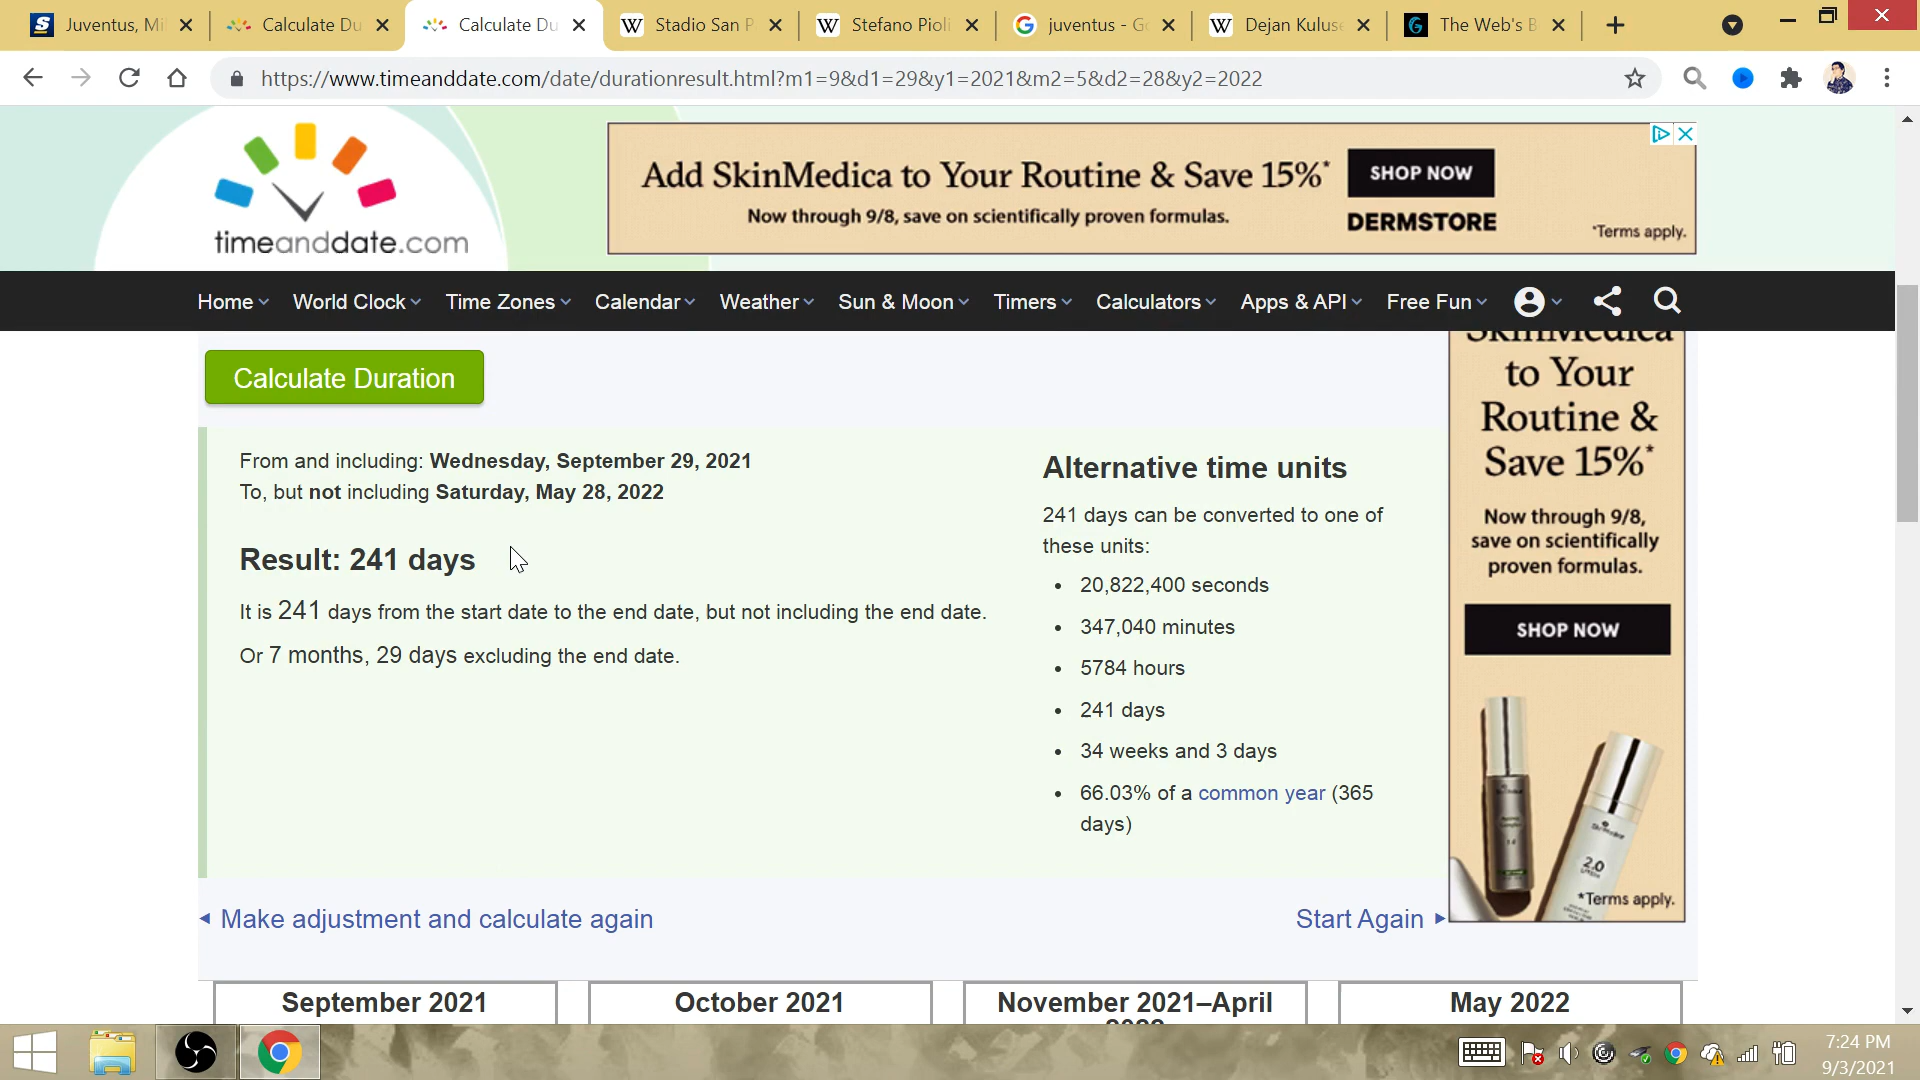 Juventus, Mi
Calculate Du
Calculate Du
Stadio San P
Stefano Pioli
juventus - Go
Dejan Kuluse
The Web's B
https://www.timeanddate.com/date/durationresult.html?m1=9&d1=29&y1=2021&m2=5&d2=28&y2=2022
timeanddate.com
Add SkinMedica to Your Routine & Save 15%*
Now through 9/8, save on scientifically proven formulas.
SHOP NOW
DERMSTORE
*Terms apply.
Home
World Clock
Time Zones
Calendar
Weather
Sun & Moon
Timers
Calculators
Apps & API
Free Fun
Calculate Duration
From and including: Wednesday, September 29, 2021
To, but not including Saturday, May 28, 2022
Result: 241 days
It is 241 days from the start date to the end date, but not including the end date.
Or 7 months, 29 days excluding the end date.
Alternative time units
241 days can be converted to one of
these units:
• 20,822,400 seconds
• 347,040 minutes
• 5784 hours
• 241 days
• 34 weeks and 3 days
• 66.03% of a common year (365
days)
SkinMedica
to Your
Routine &
Save 15%*
Now through 9/8,
save on scientifically
proven formulas.
SHOP NOW
2.0
*Terms apply.
Make adjustment and calculate again
Start Again
September 2021
October 2021
November 2021–April
2022
May 2022
7:24 PM
9/3/2021